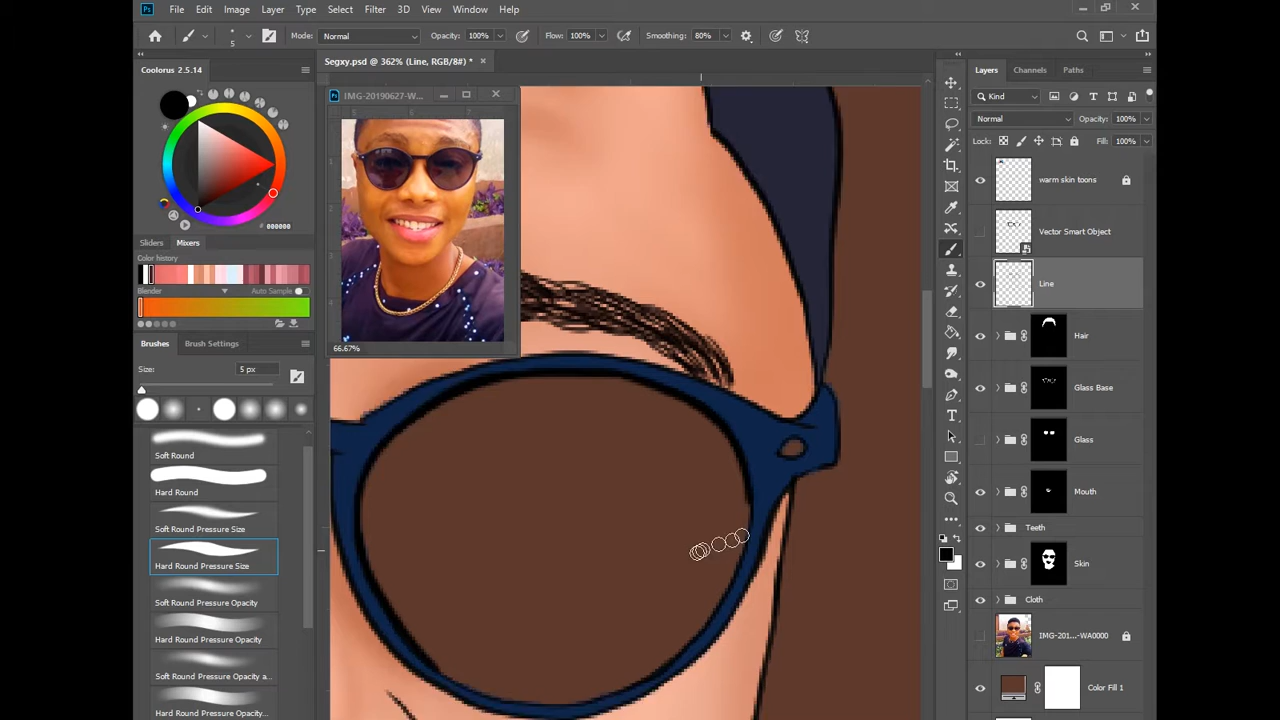 Ps File Edit Image Layer Type Select Filter 3D View Window Help
5 Mode: Normal Opacity: 100% Flow: 100% Smoothing: 80%
Coolorus 2.5.14
# 000000
Sliders Mixers
Color history
Blender Auto Sample
Brushes Brush Settings
Size: 5 px
Soft Round
Hard Round
Soft Round Pressure Size
Hard Round Pressure Size
Soft Round Pressure Opacity
Hard Round Pressure Opacity
Soft Round Pressure Opacity a...
Hard Round Pressure Opacity...
Segxy.psd @ 362% (Line, RGB/8#) *
IMG-20190627-W...
66.67%
Layers Channels Paths
Kind
Normal Opacity: 100%
Lock: Fill: 100%
warm skin toons
Vector Smart Object
Line
Hair
Glass Base
Glass
Mouth
Teeth
Skin
Cloth
IMG-201...-WA0000
Color Fill 1